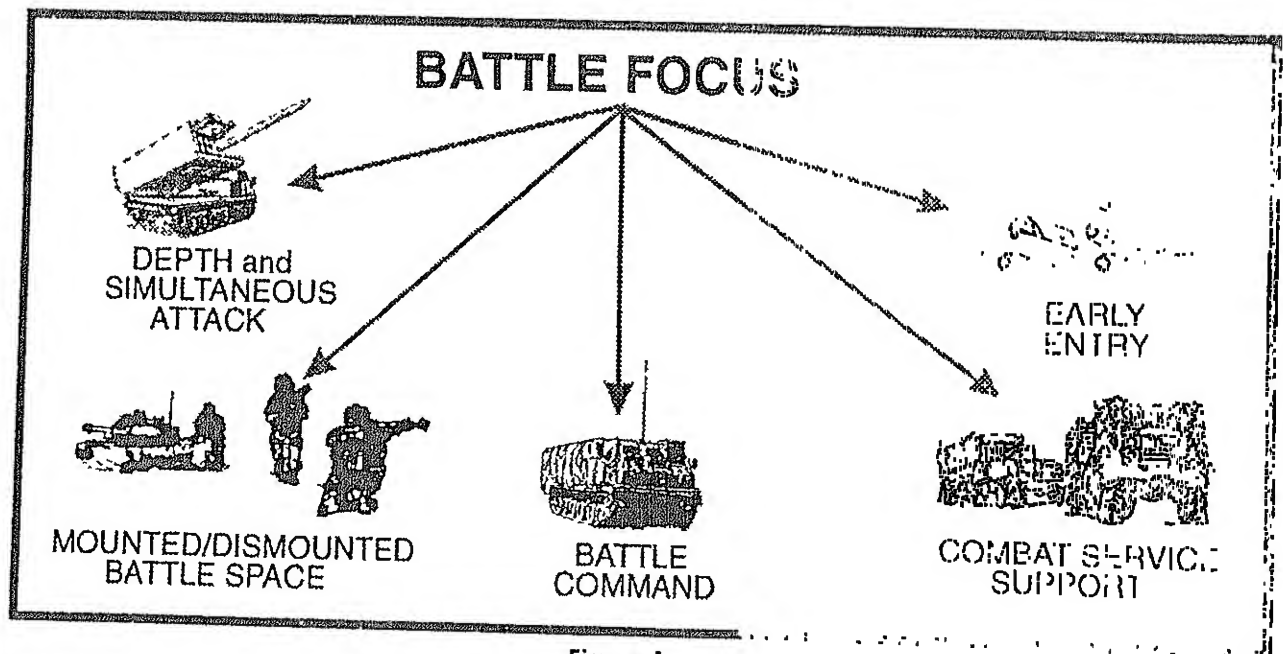 BATTLE FOCUS
DEPTH and
SIMULTANEOUS
ATTACK
EARLY
ENTRY
MOUNTED/DISMOUNTED
BATTLE SPACE
BATTLE
COMMAND
COMBAT SERVICE
SUPPORT